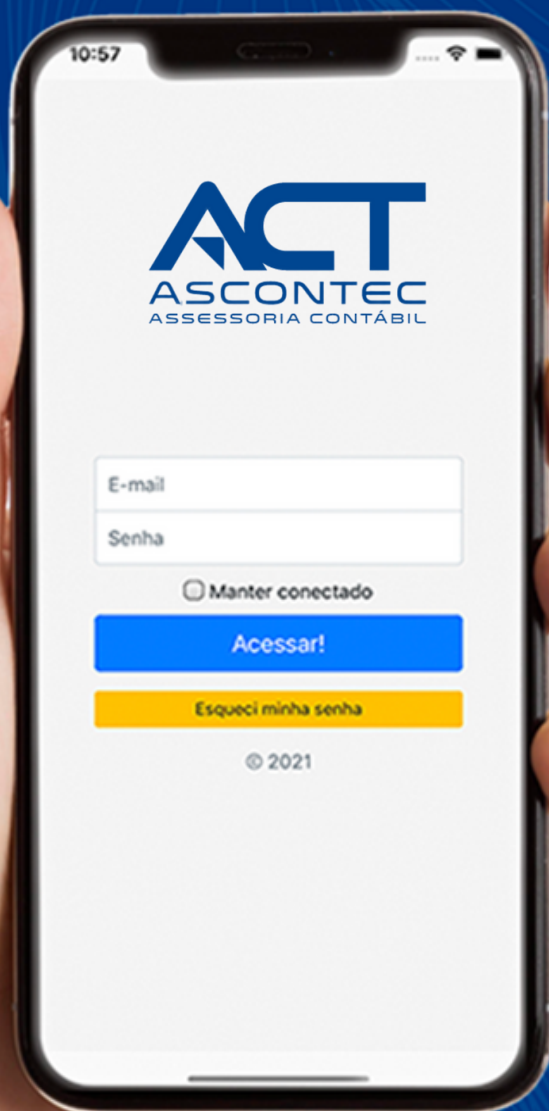 10:57
ACT
ASCONTEC
ASSESSORIA CONTÁBIL
E-mail
Senha
Manter conectado
Acessar!
Esqueci minha senha
© 2021